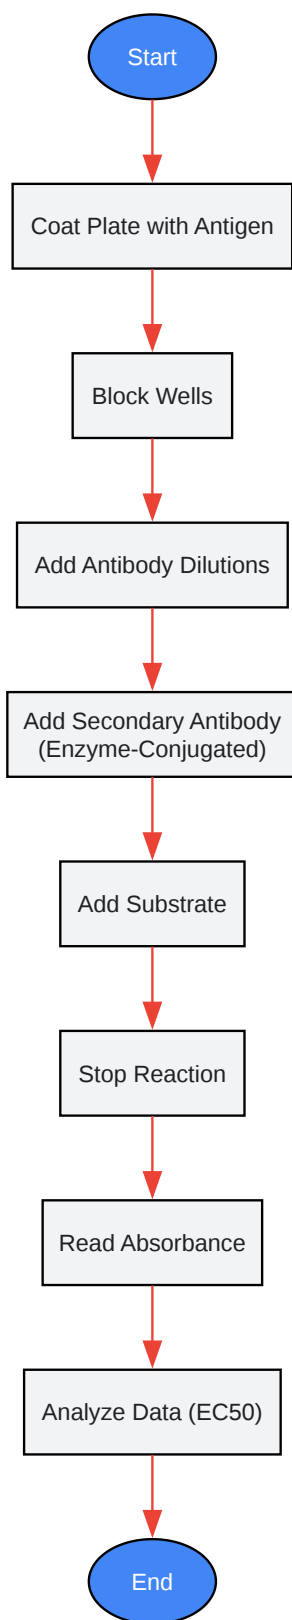 Start
Coat Plate with Antigen
Block Wells
Add Antibody Dilutions
Add Secondary Antibody
(Enzyme-Conjugated)
Add Substrate
Stop Reaction
Read Absorbance
Analyze Data (EC50)
End